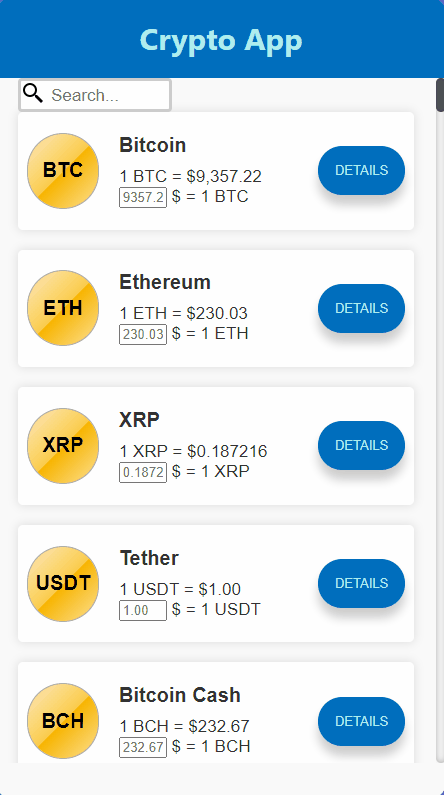 Crypto App
Search...
Bitcoin
BTC
1 BTC = $9,357.22
9357.2 $ = 1 BTC
DETAILS
Ethereum
ETH
1 ETH = $230.03
230.03 $ = 1 ETH
DETAILS
XRP
XRP
1 XRP = $0.187216
0.1872 $ = 1 XRP
DETAILS
Tether
USDT
1 USDT = $1.00
1.00 $ = 1 USDT
DETAILS
Bitcoin Cash
BCH
1 BCH = $232.67
232.67 $ = 1 BCH
DETAILS